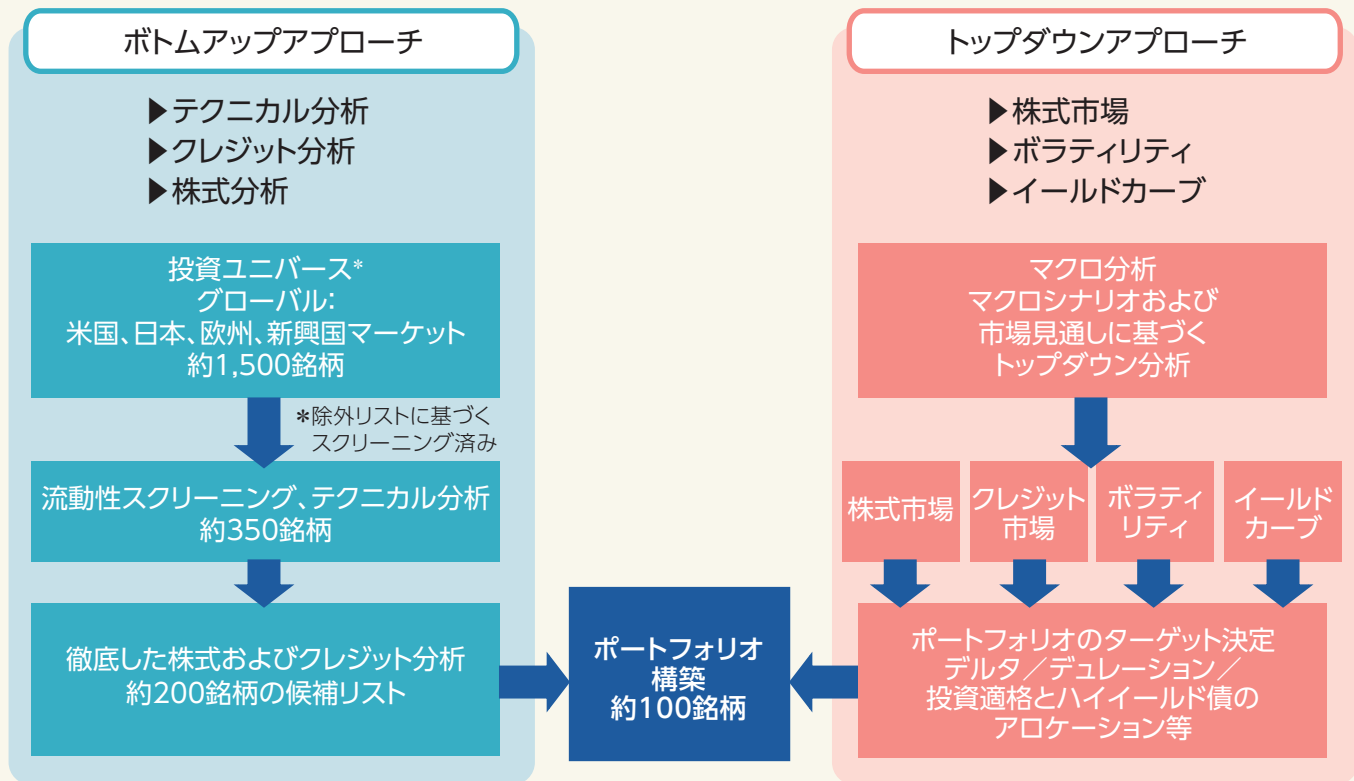 ボトムアップアプローチ
▶テクニカル分析
▶クレジット分析
▶株式分析
投資ユニバース*
グローバル:
米国、日本、欧州、新興国マーケット
約1,500銘柄
*除外リストに基づく
スクリーニング済み
流動性スクリーニング、テクニカル分析
約350銘柄
徹底した株式およびクレジット分析
約200銘柄の候補リスト
ポートフォリオ
構築
約100銘柄
トップダウンアプローチ
▶株式市場
▶ボラティリティ
▶イールドカーブ
マクロ分析
マクロシナリオおよび
市場見通しに基づく
トップダウン分析
株式市場
クレジット
市場
ボラティ
リティ
イールド
カーブ
ポートフォリオのターゲット決定
デルタ／デュレーション／
投資適格とハイイールド債の
アロケーション等